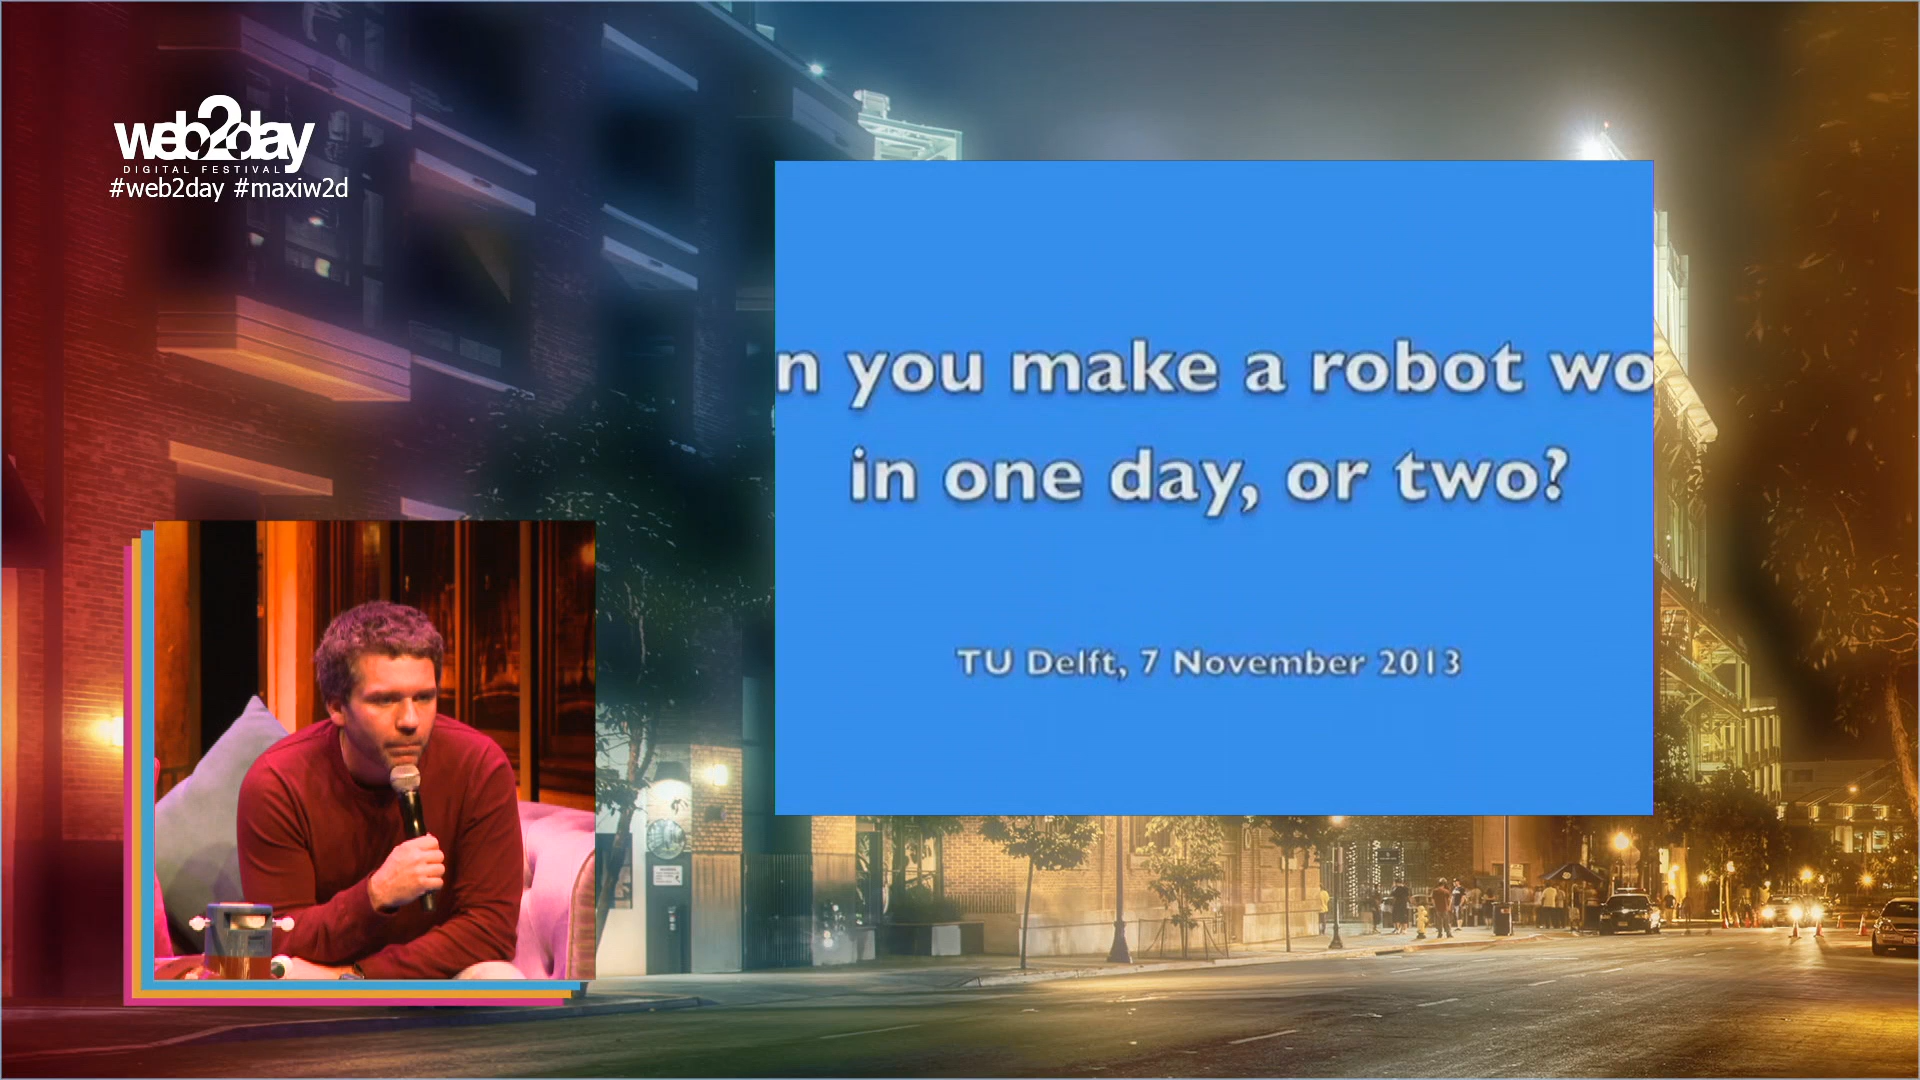 web2day
DIGITAL FESTIVAL
#web2day #maxiw2d
n you make a robot wo
in one day, or two?
TU Delft, 7 November 2013